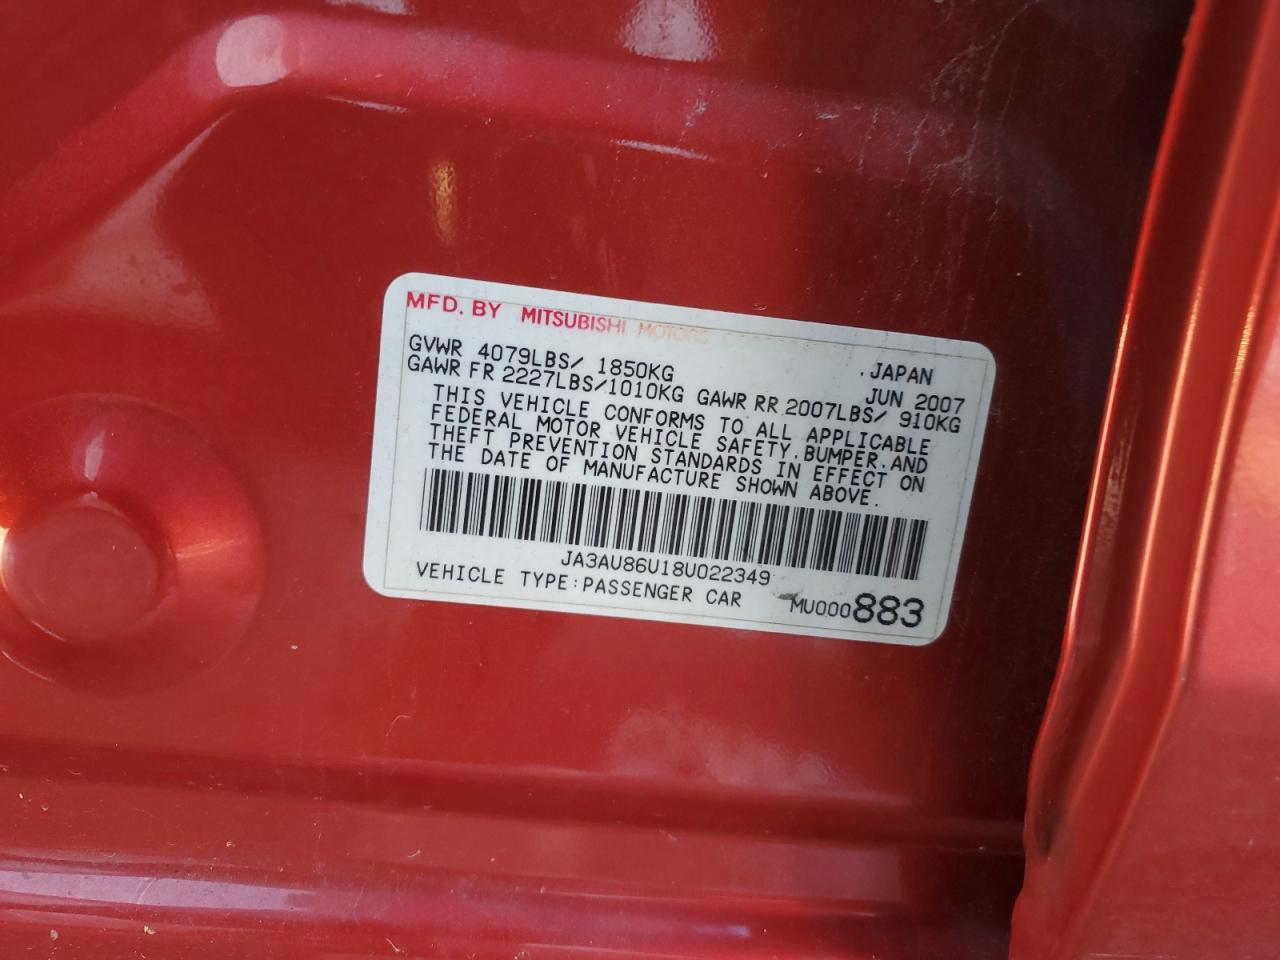 MFD. BY MITSUBISHI MOTORS CORPORATION
JAPAN
GVWR 4079LBS/ 1850KG JUN 2007
GAWR FR 2227LBS/1010KG GAWR RR 2007LBS/ 910KG
THIS VEHICLE CONFORMS TO ALL APPLICABLE
FEDERAL MOTOR VEHICLE SAFETY,BUMPER,AND
THEFT PREVENTION STANDARDS IN EFFECT ON
THE DATE OF MANUFACTURE SHOWN ABOVE.
JA3AU86U18U022349
VEHICLE TYPE:PASSENGER CAR MU000883